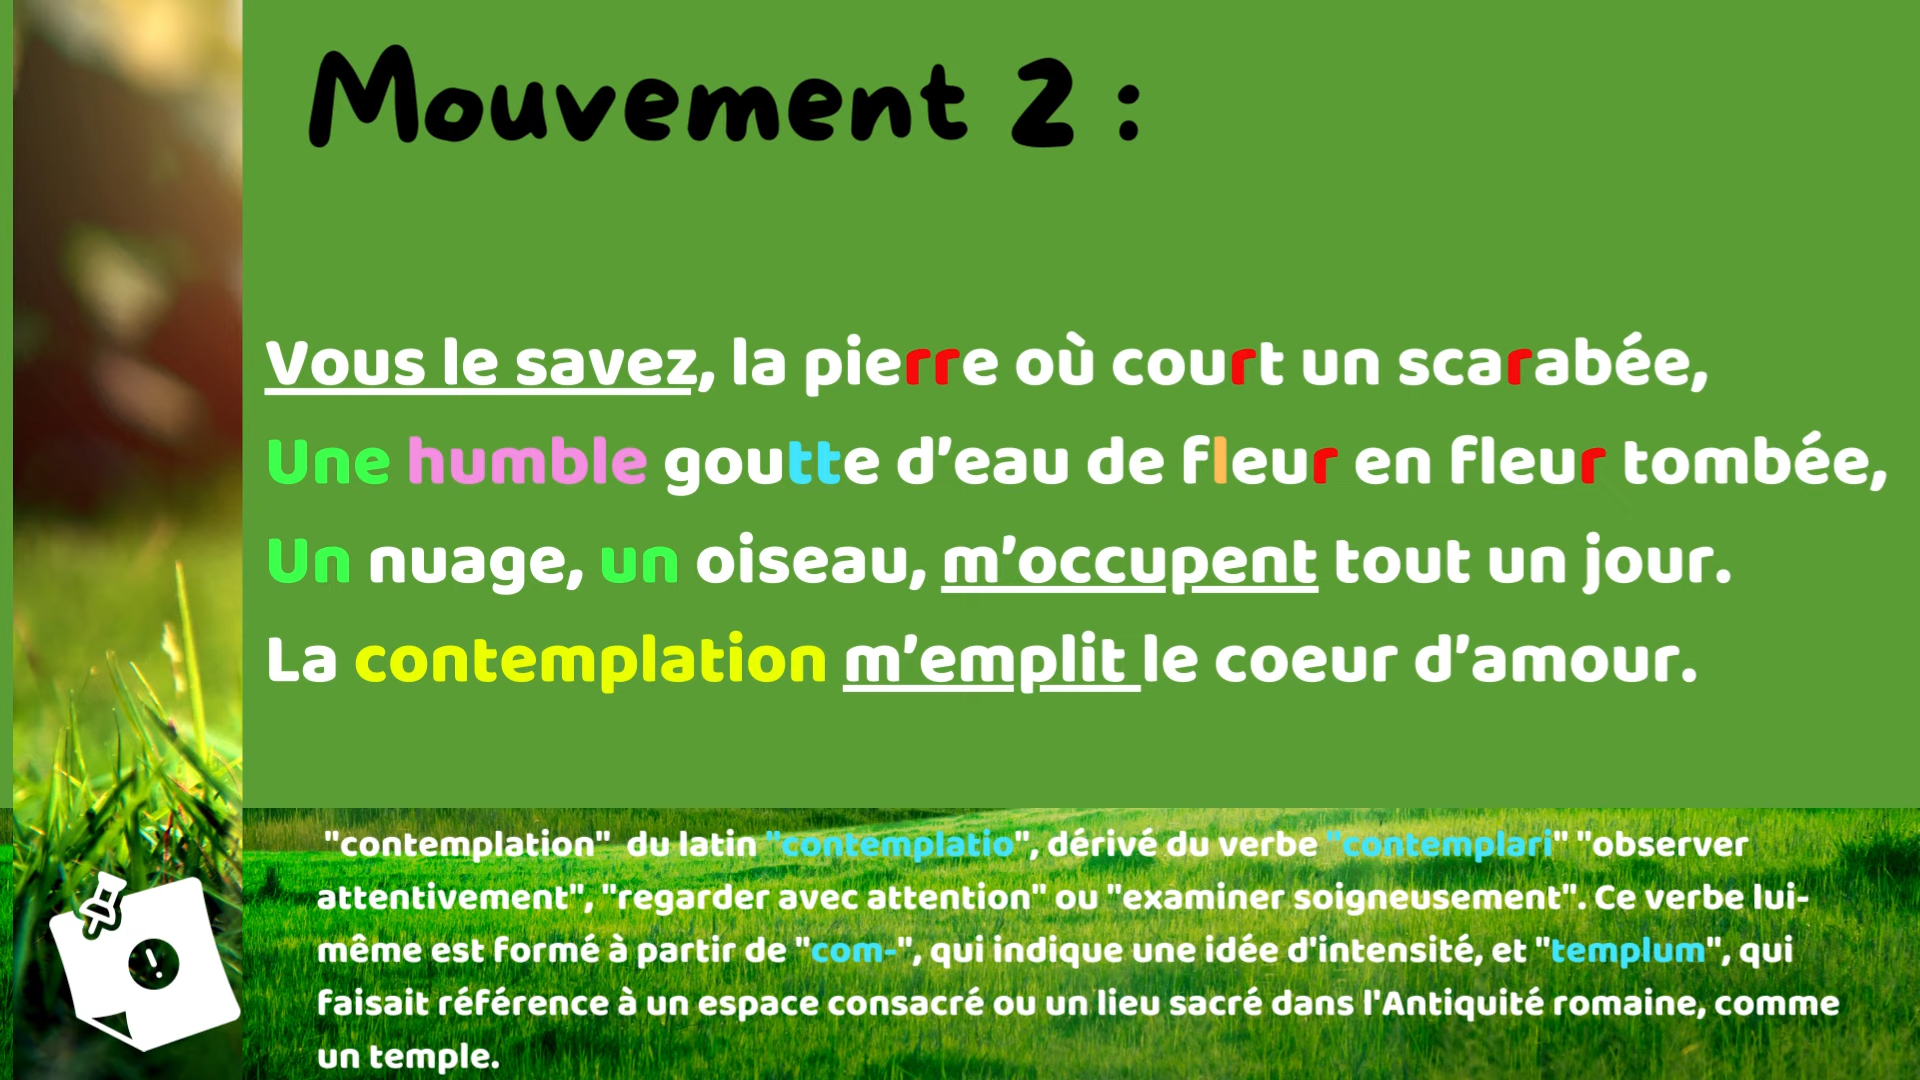 Mouvement 2 :
Vous le savez, la pierre où court un scarabée,
Une humble goutte d'eau de fleur en fleur tombée,
Un nuage, un oiseau, m'occupent tout un jour.
La contemplation m'emplit le coeur d'amour.
"contemplation" du latin "contemplatio", dérivé du verbe "contemplari" "observer
attentivement", "regarder avec attention" ou "examiner soigneusement". Ce verbe lui-
même est formé à partir de "com-", qui indique une idée d'intensité, et "templum", qui
faisait référence à un espace consacré ou un lieu sacré dans l'Antiquité romaine, comme
un temple.